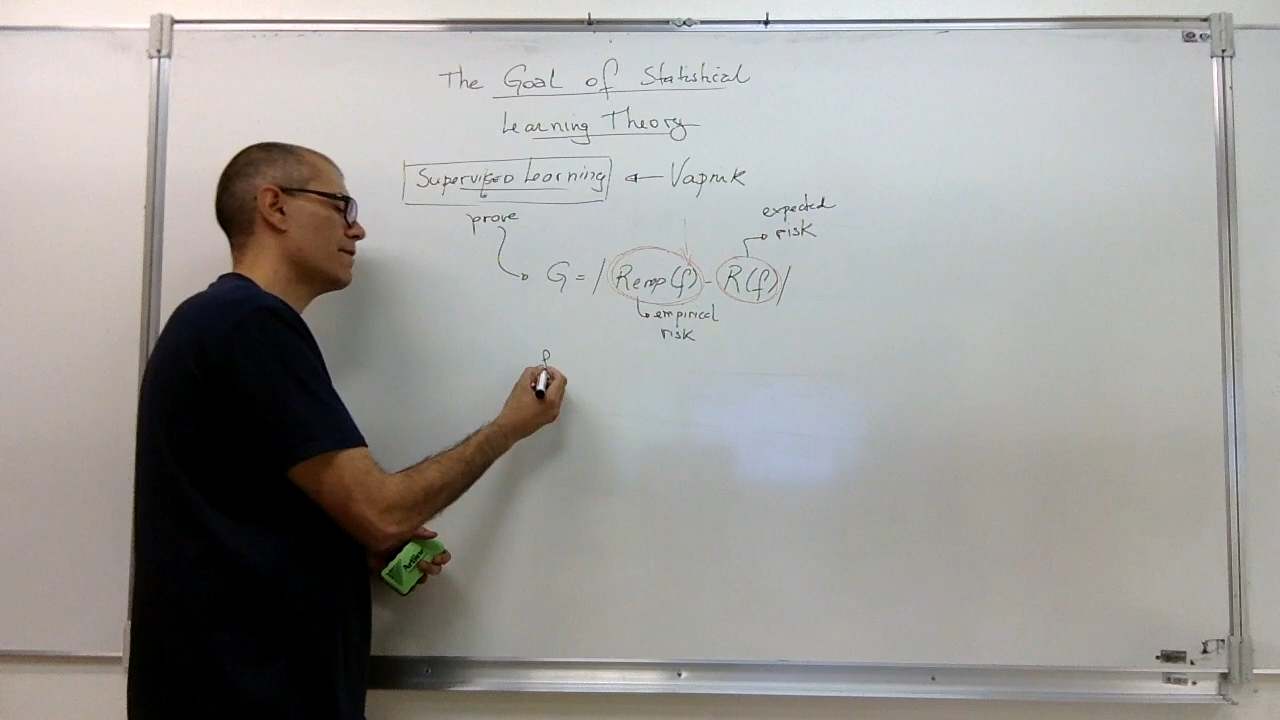 The Goal of Statistical
Learning Theory
Supervised Learning ← Vapnik
prove
expected
risk
G = | Remp(f) - R(f) |
empirical
risk
P